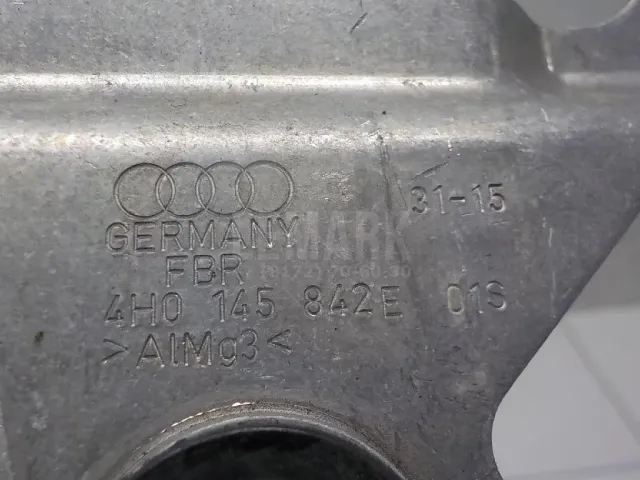 31-15
GERMANY
FBR
4H0 145 842E 01S
>AlMg3<